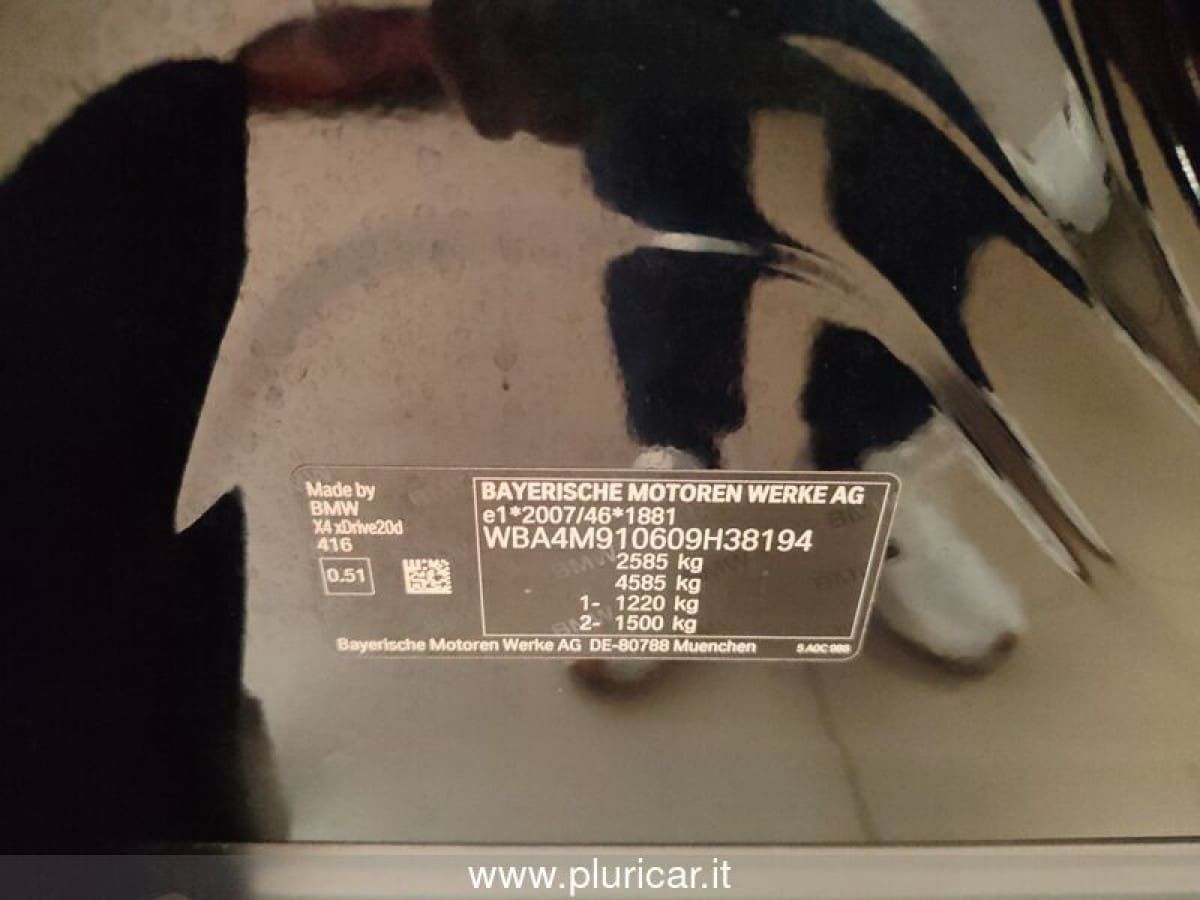 Made by
BMW
X4 xDrive20d
416
0.51
BAYERISCHE MOTOREN WERKE AG
e1*2007/46*1881
WBA4M910609H38194
2585 kg
4585 kg
1- 1220 kg
2- 1500 kg
Bayerische Motoren Werke AG DE-80788 Muenchen
www.pluricar.it